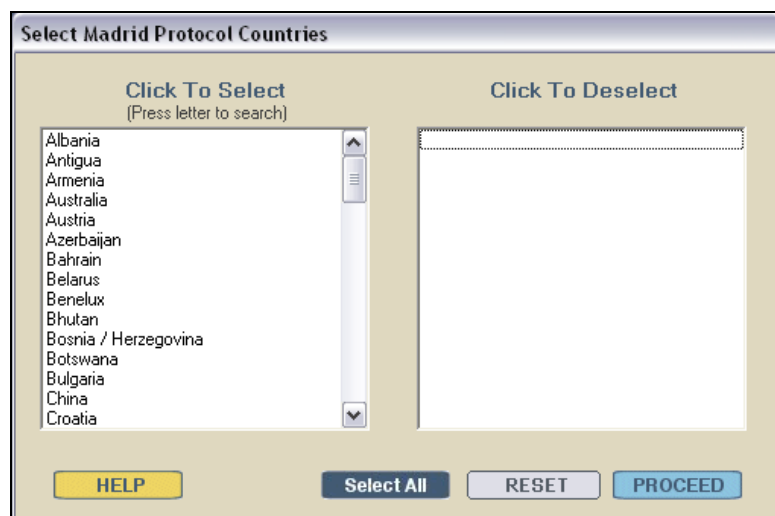 Select Madrid Protocol Countries
Click To Select
(Press letter to search)
Albania
Antigua
Armenia
Australia
Austria
Azerbaijan
Bahrain
Belarus
Benelux
Bhutan
Bosnia / Herzegovina
Botswana
Bulgaria
China
Croatia
Click To Deselect
HELP
Select All
RESET
PROCEED